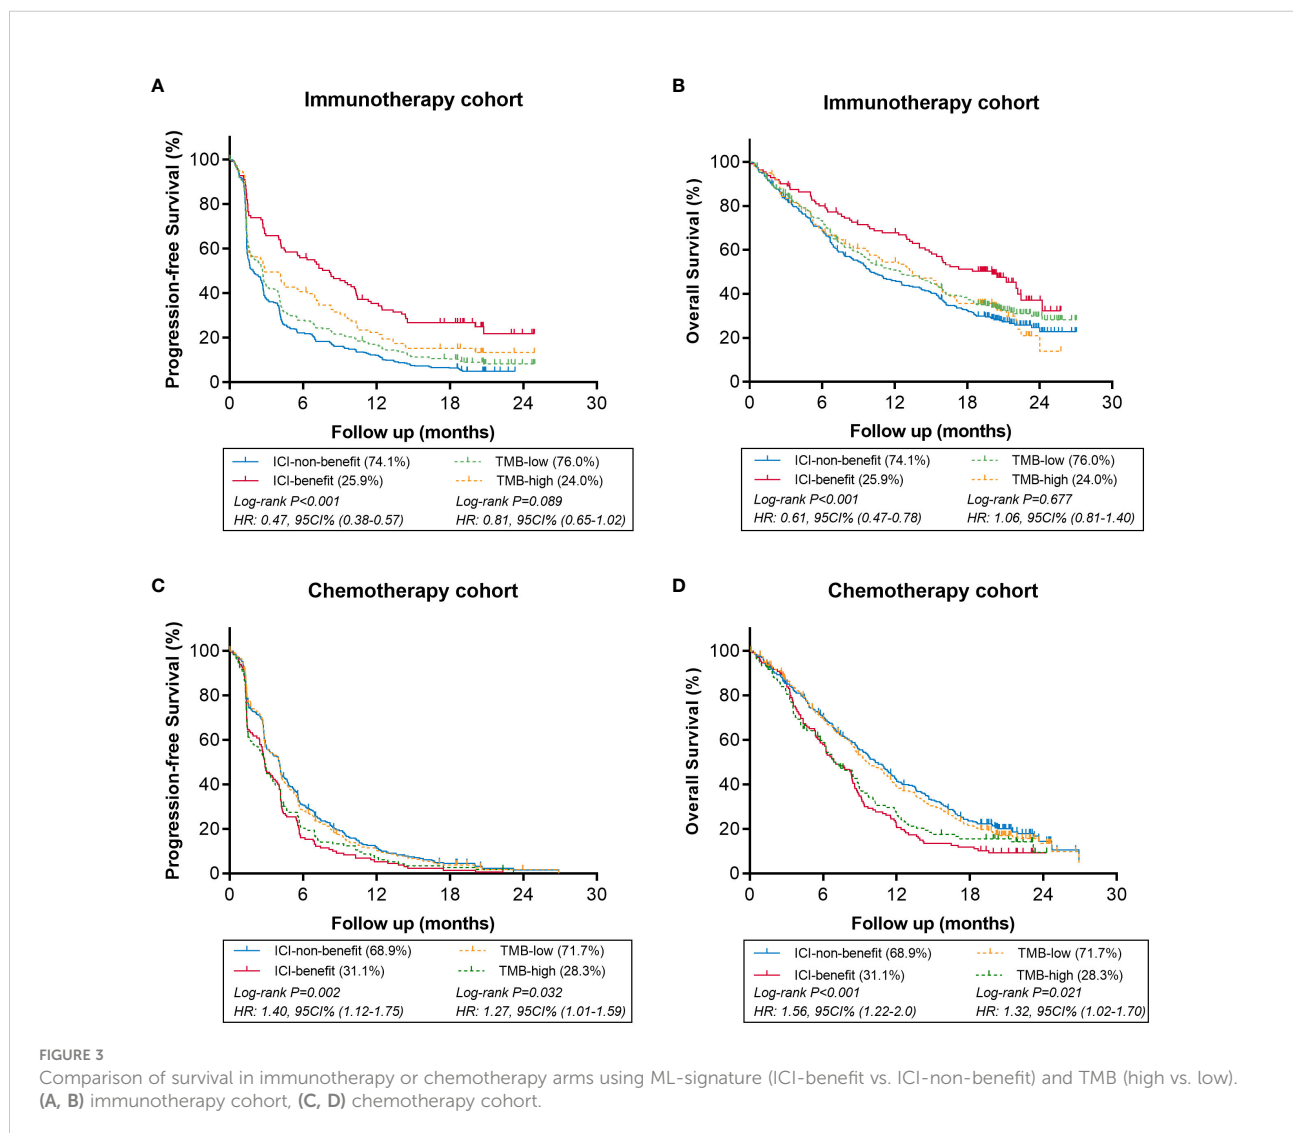 A
Immunotherapy cohort
Progression-free Survival (%)
100
80
60
40
20
0
0 6 12 18 24 30
Follow up (months)
ICI-non-benefit (74.1%) TMB-low (76.0%)
ICI-benefit (25.9%) TMB-high (24.0%)
Log-rank P<0.001 Log-rank P=0.089
HR: 0.47, 95CI% (0.38-0.57) HR: 0.81, 95CI% (0.65-1.02)
B
Immunotherapy cohort
Overall Survival (%)
100
80
60
40
20
0
0 6 12 18 24 30
Follow up (months)
ICI-non-benefit (74.1%) TMB-low (76.0%)
ICI-benefit (25.9%) TMB-high (24.0%)
Log-rank P<0.001 Log-rank P=0.677
HR: 0.61, 95CI% (0.47-0.78) HR: 1.06, 95CI% (0.81-1.40)
C
Chemotherapy cohort
Progression-free Survival (%)
100
80
60
40
20
0
0 6 12 18 24 30
Follow up (months)
ICI-non-benefit (68.9%) TMB-low (71.7%)
ICI-benefit (31.1%) TMB-high (28.3%)
Log-rank P=0.002 Log-rank P=0.032
HR: 1.40, 95CI% (1.12-1.75) HR: 1.27, 95CI% (1.01-1.59)
D
Chemotherapy cohort
Overall Survival (%)
100
80
60
40
20
0
0 6 12 18 24 30
Follow up (months)
ICI-non-benefit (68.9%) TMB-low (71.7%)
ICI-benefit (31.1%) TMB-high (28.3%)
Log-rank P<0.001 Log-rank P=0.021
HR: 1.56, 95CI% (1.22-2.0) HR: 1.32, 95CI% (1.02-1.70)
FIGURE 3
Comparison of survival in immunotherapy or chemotherapy arms using ML-signature (ICI-benefit vs. ICI-non-benefit) and TMB (high vs. low).
(A, B) immunotherapy cohort, (C, D) chemotherapy cohort.